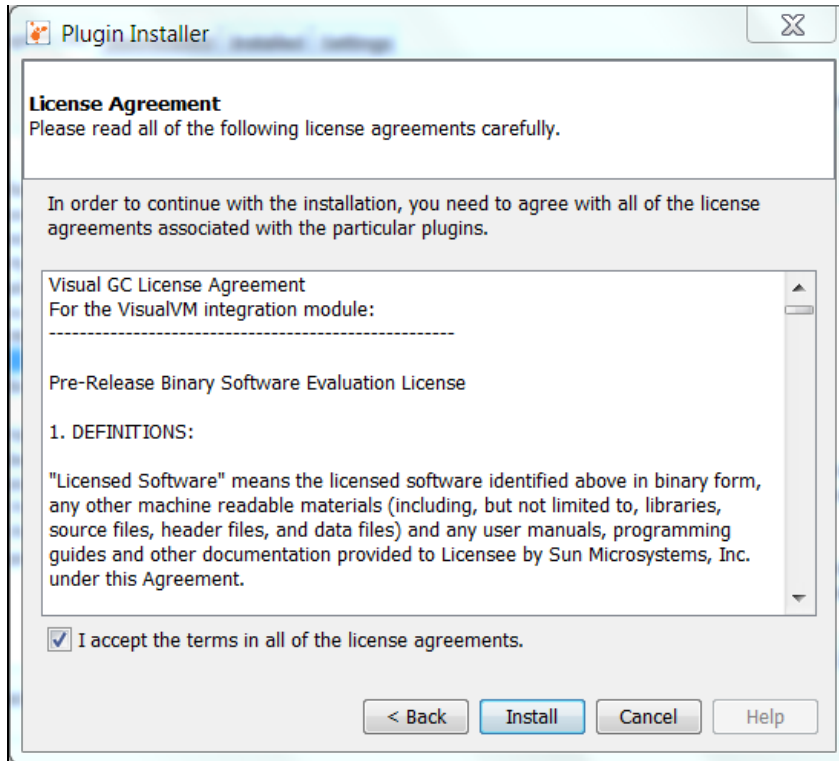 Plugin Installer
License Agreement
Please read all of the following license agreements carefully.
In order to continue with the installation, you need to agree with all of the license
agreements associated with the particular plugins.
Visual GC License Agreement
For the VisualVM integration module:
-----------------------------------------------------
Pre-Release Binary Software Evaluation License
1. DEFINITIONS:
"Licensed Software" means the licensed software identified above in binary form,
any other machine readable materials (including, but not limited to, libraries,
source files, header files, and data files) and any user manuals, programming
guides and other documentation provided to Licensee by Sun Microsystems, Inc.
under this Agreement.
I accept the terms in all of the license agreements.
< Back Install Cancel Help